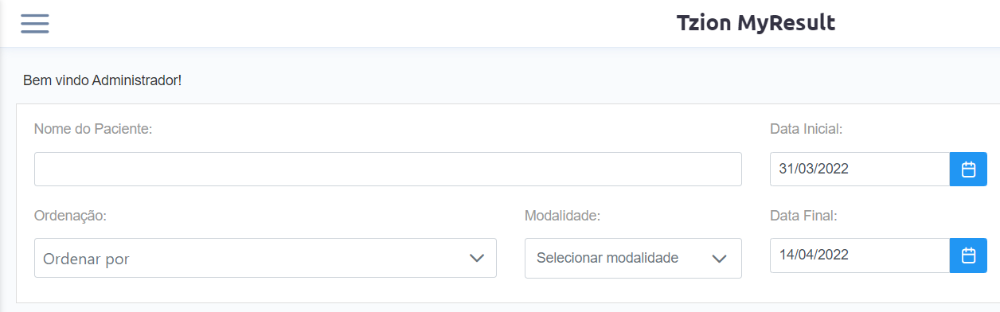 Tzion MyResult
Bem vindo Administrador!
Nome do Paciente:
Data Inicial:
31/03/2022
Ordenação:
Modalidade:
Data Final:
Ordenar por
Selecionar modalidade
14/04/2022